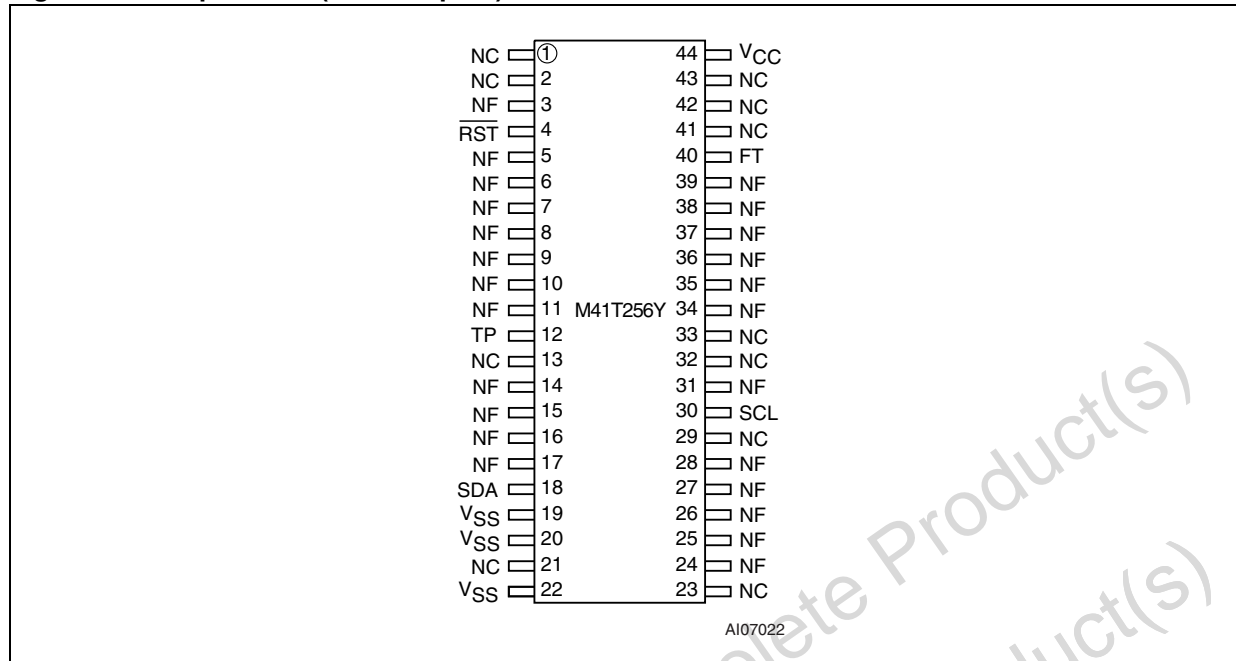 NC 1 44 VCC
NC 2 43 NC
NF 3 42 NC
RST 4 41 NC
NF 5 40 FT
NF 6 39 NF
NF 7 38 NF
NF 8 37 NF
NF 9 36 NF
NF 10 35 NF
NF 11 M41T256Y 34 NF
TP 12 33 NC
NC 13 32 NC
NF 14 31 NF
NF 15 30 SCL
NF 16 29 NC
NF 17 28 NF
SDA 18 27 NF
VSS 19 26 NF
VSS 20 25 NF
NC 21 24 NF
VSS 22 23 NC
AI07022
Product(s)